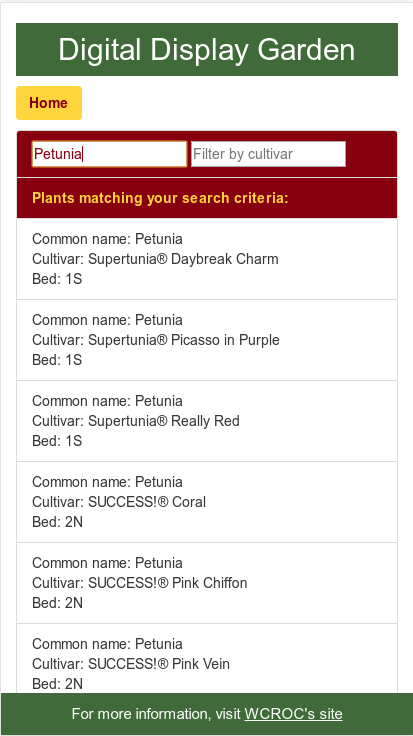 Digital Display Garden
Home
Petunia Filter by cultivar
Plants matching your search criteria:
Common name: Petunia
Cultivar: Supertunia® Daybreak Charm
Bed: 1S
Common name: Petunia
Cultivar: Supertunia® Picasso in Purple
Bed: 1S
Common name: Petunia
Cultivar: Supertunia® Really Red
Bed: 1S
Common name: Petunia
Cultivar: SUCCESS!® Coral
Bed: 2N
Common name: Petunia
Cultivar: SUCCESS!® Pink Chiffon
Bed: 2N
Common name: Petunia
Cultivar: SUCCESS!® Pink Vein
Bed: 2N
For more information, visit WCROC's site